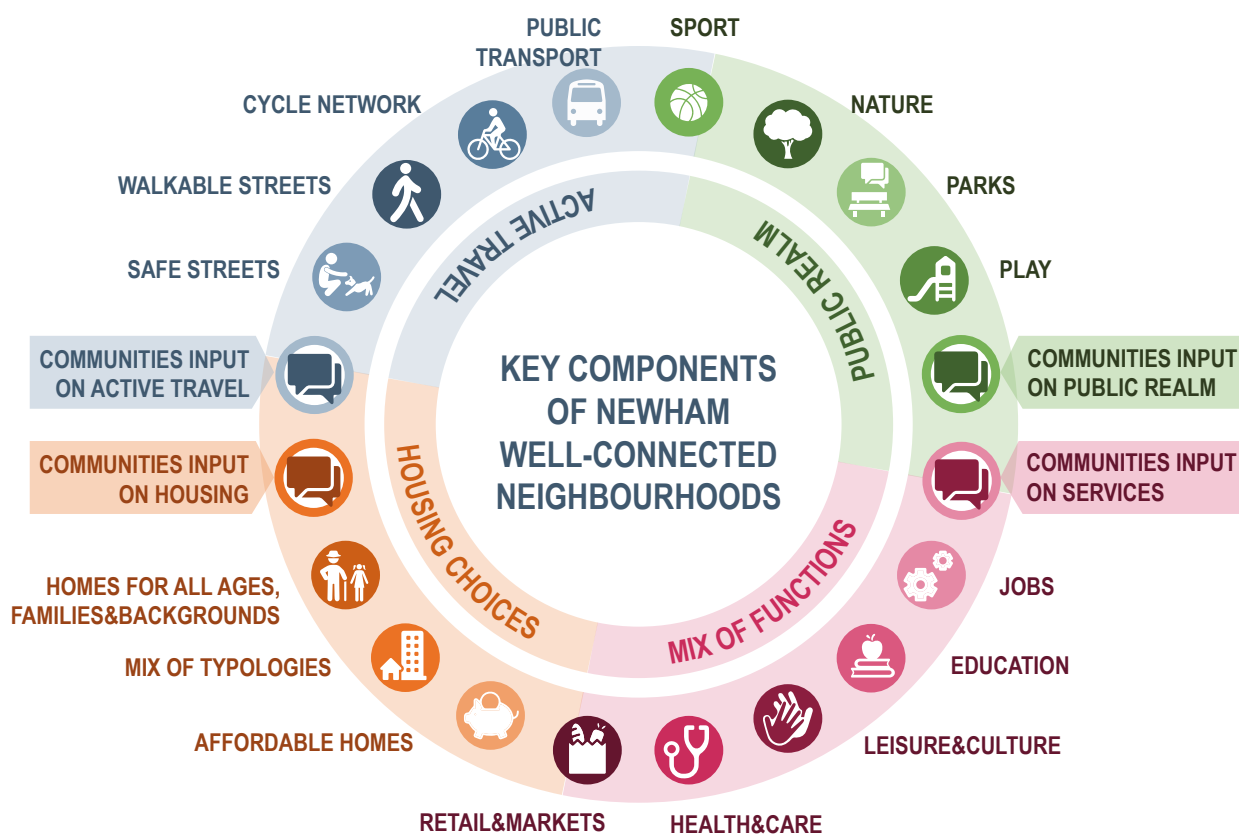 PUBLIC
TRANSPORT
SPORT
CYCLE NETWORK
NATURE
WALKABLE STREETS
PARKS
SAFE STREETS
PLAY
ACTIVE TRAVEL
PUBLIC REALM
COMMUNITIES INPUT
ON ACTIVE TRAVEL
KEY COMPONENTS
OF NEWHAM
WELL-CONNECTED
NEIGHBOURHOODS
COMMUNITIES INPUT
ON PUBLIC REALM
COMMUNITIES INPUT
ON HOUSING
COMMUNITIES INPUT
ON SERVICES
HOUSING CHOICES
MIX OF FUNCTIONS
HOMES FOR ALL AGES,
FAMILIES&BACKGROUNDS
JOBS
MIX OF TYPOLOGIES
EDUCATION
AFFORDABLE HOMES
LEISURE&CULTURE
RETAIL&MARKETS
HEALTH&CARE